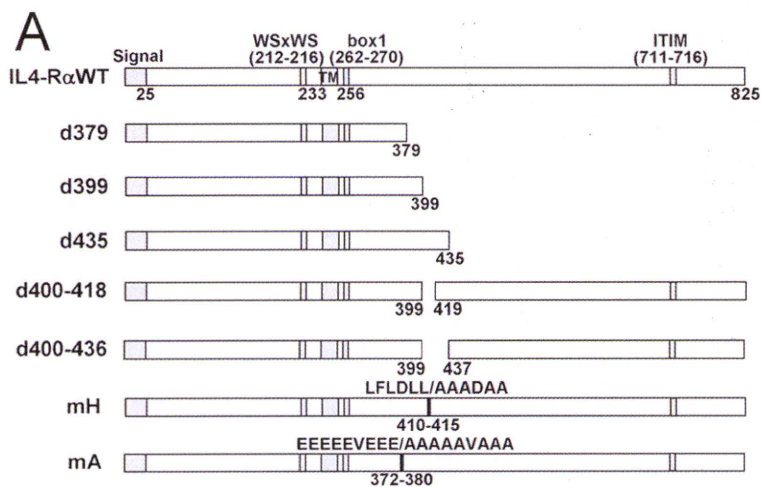 A
Signal
WSxWS box1 ITIM
(212-216) (262-270) (711-716)
IL4-RαWT TM
25 233 256 825
d379
379
d399
399
d435
435
d400-418
399 419
d400-436
399 437
LFLDLL/AAADAA
mH
410-415
EEEEEVEEE/AAAAAVAAA
mA
372-380